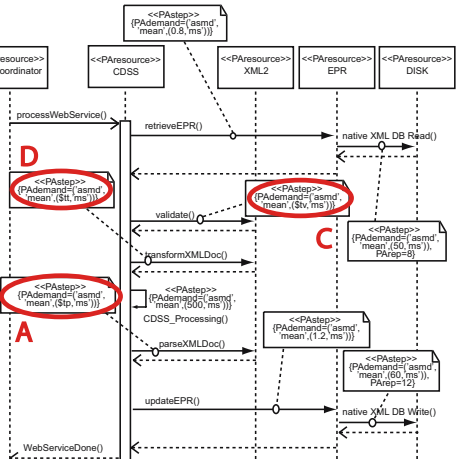 <<PAstep>>
{PAdemand=('asmd',
'mean',(0.8,'ms'))}
esource>>
oordinator
<<PAresource>>
CDSS
<<PAresource>>
XML2
<<PAresource>>
EPR
<<PAresource>>
DISK
processWebService()
retrieveEPR()
native XML DB Read()
D
<<PAstep>>
{PAdemand=('asmd',
'mean',($tt,'ms'))}
<<PAstep>>
{PAdemand=('asmd',
'mean',($tv,'ms'))}
validate()
C
<<PAstep>>
{PAdemand=('asmd',
'mean',(50,'ms')),
PArep=8}
transformXMLDoc()
<<PAstep>>
{PAdemand=('asmd',
'mean',($tp,'ms'))}
A
<<PAstep>>
{PAdemand=('asmd',
'mean',(500,'ms'))}
CDSS_Processing()
<<PAstep>>
{PAdemand=('asmd',
'mean',(1.2,'ms'))}
parseXMLDoc()
<<PAstep>>
{PAdemand=('asmd',
'mean',(60,'ms')),
PArep=12}
updateEPR()
native XML DB Write()
WebServiceDone()